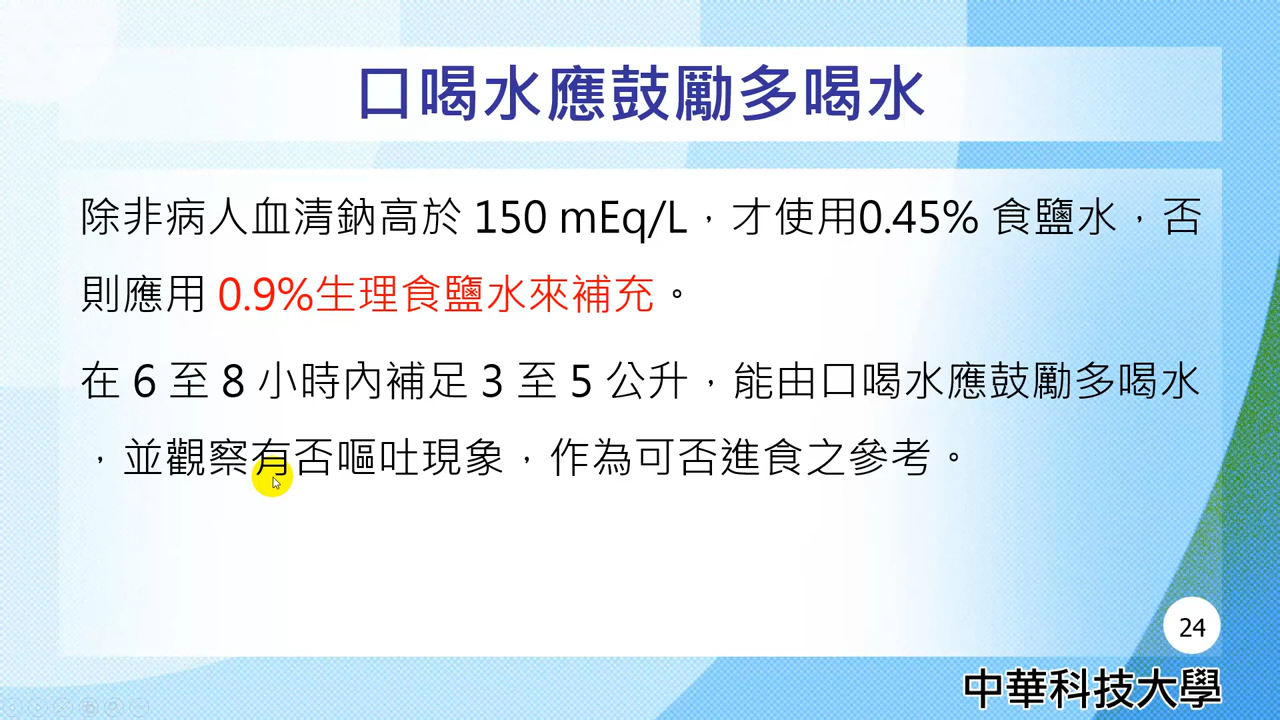 口喝水應鼓勵多喝水
除非病人血清鈉高於 150 mEq/L，才使用0.45% 食鹽水，否
則應用 0.9%生理食鹽水來補充。
在 6 至 8 小時內補足 3 至 5 公升，能由口喝水應鼓勵多喝水
，並觀察有否嘔吐現象，作為可否進食之參考。
24
中華科技大學